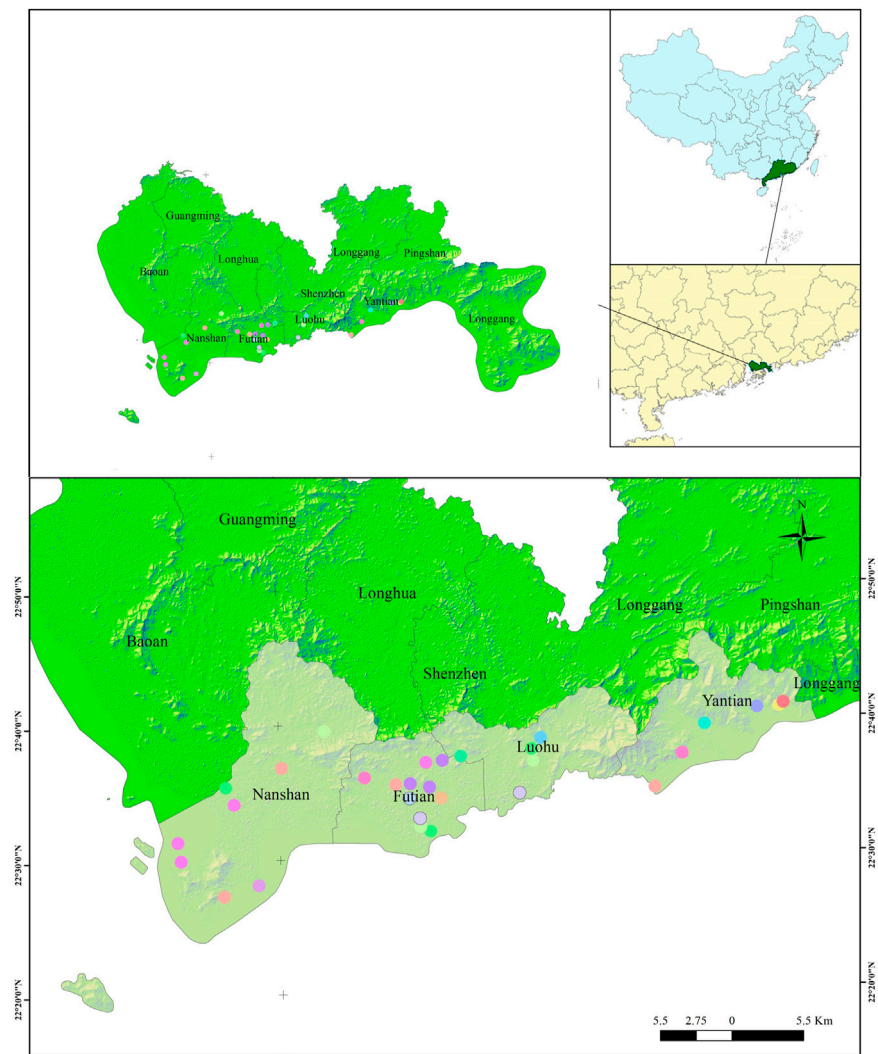 Guangming
Longhua
Baoan
Longgang
Pingshan
Shenzhen
Yantian
Luohu
Longgang
Nanshan
Futian
N
Guangming
Longhua
Baoan
Longgang
Pingshan
Shenzhen
Yantian
Longgang
Luohu
Nanshan
Futian
22°50'0"N
22°40'0"N
22°30'0"N
22°20'0"N
22°50'0"N
22°40'0"N
22°30'0"N
22°20'0"N
5.5 2.75 0 5.5 Km